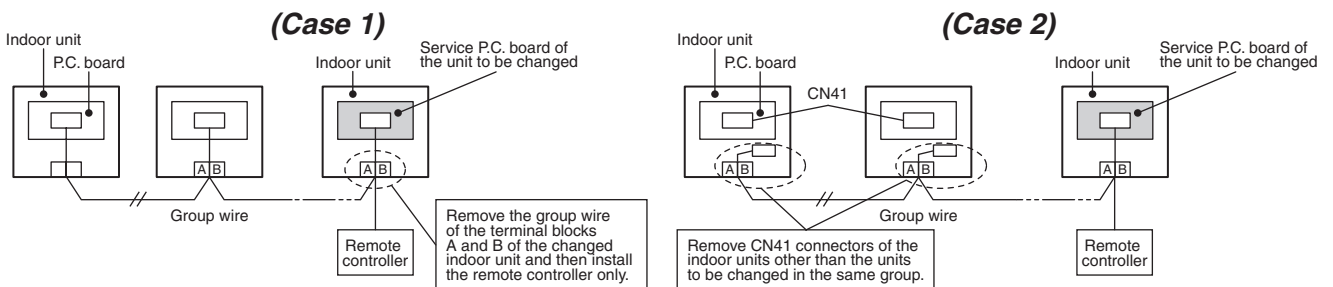 (Case 1)
Indoor unit
P.C. board
Indoor unit
Service P.C. board of
the unit to be changed
A B
A B
Group wire
Remote
controller
Remove the group wire
of the terminal blocks
A and B of the changed
indoor unit and then install
the remote controller only.
(Case 2)
Indoor unit
P.C. board
CN41
Indoor unit
Service P.C. board of
the unit to be changed
A B
A B
A B
Group wire
Remove CN41 connectors of the
indoor units other than the units
to be changed in the same group.
Remote
controller